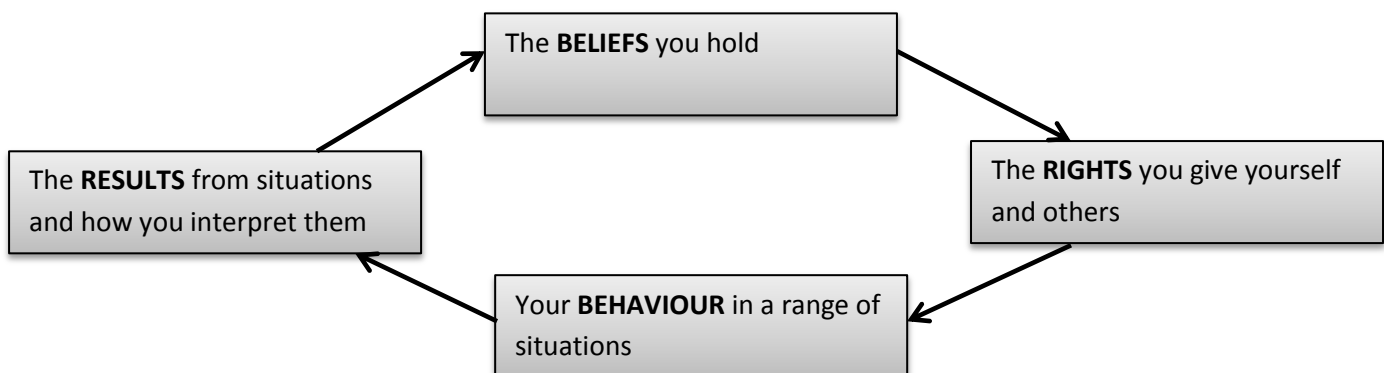 The BELIEFS you hold
The RIGHTS you give yourself
and others
Your BEHAVIOUR in a range of
situations
The RESULTS from situations
and how you interpret them